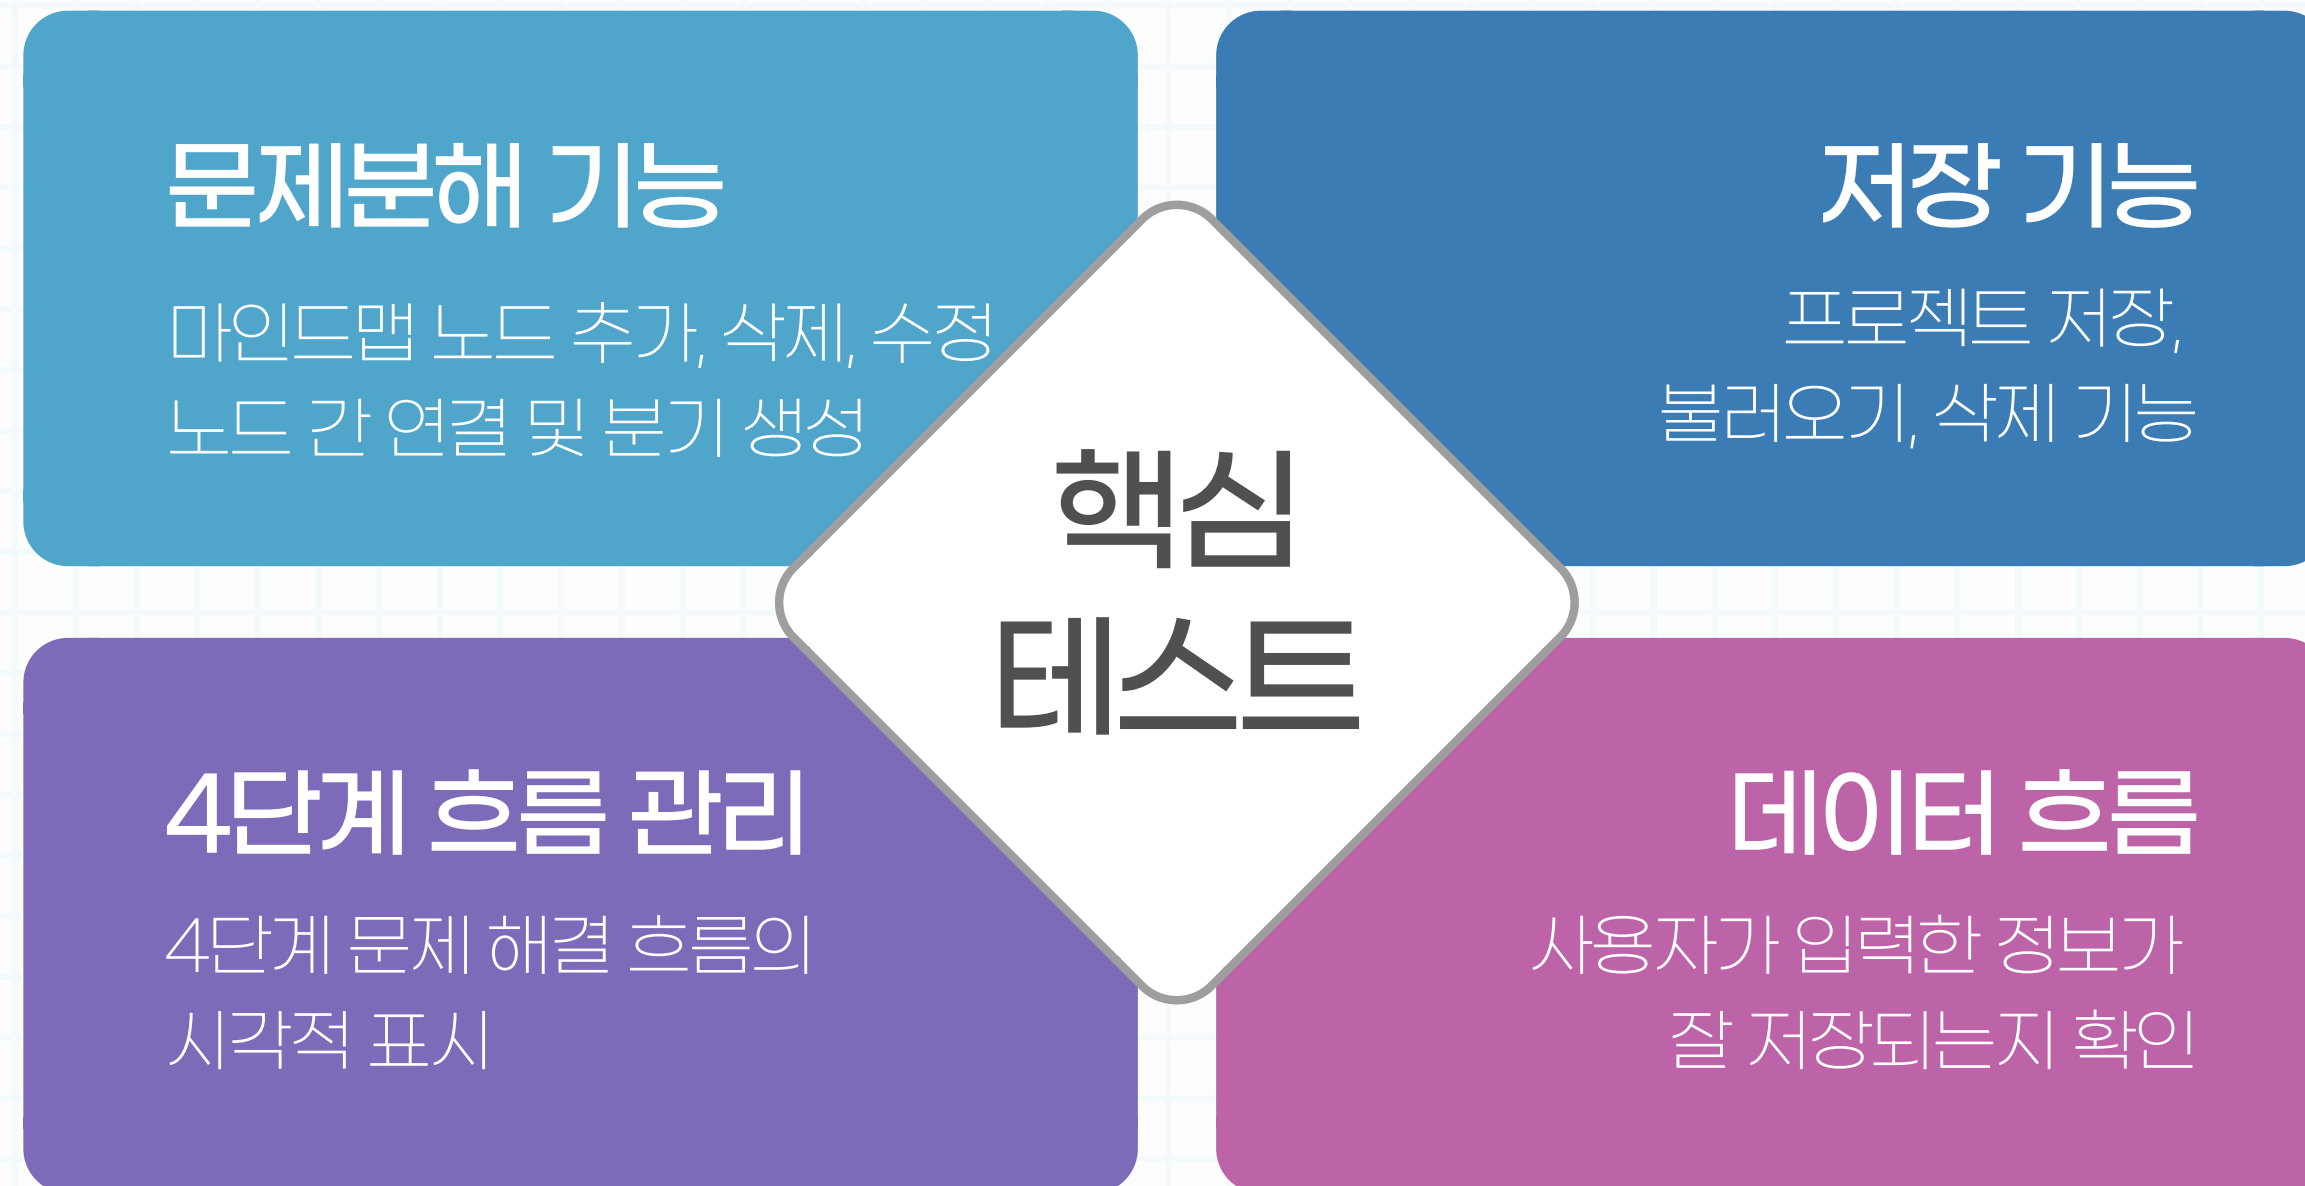 문제분해 기능
마인드맵 노드 추가, 삭제, 수정
노드 간 연결 및 분기 생성
저장 기능
프로젝트 저장,
불러오기, 삭제 기능
핵심
테스트
4단계 흐름 관리
4단계 문제 해결 흐름의
시각적 표시
데이터 흐름
사용자가 입력한 정보가
잘 저장되는지 확인